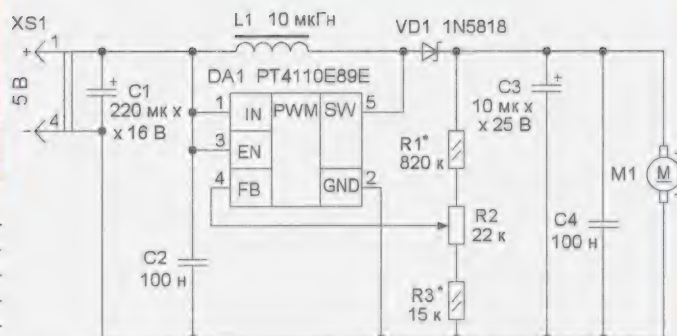 XS1
L1 10 мкГн
VD1 1N5818
+
1
5 В
-
4
+
C1
220 мк х
х 16 В
DA1 PT4110E89E
1
IN
PWM
SW
5
3
EN
4
FB
GND
2
C2
100 н
R1*
820 к
R2
22 к
R3*
15 к
+
C3
10 мк х
х 25 В
C4
100 н
M1
M
+
-